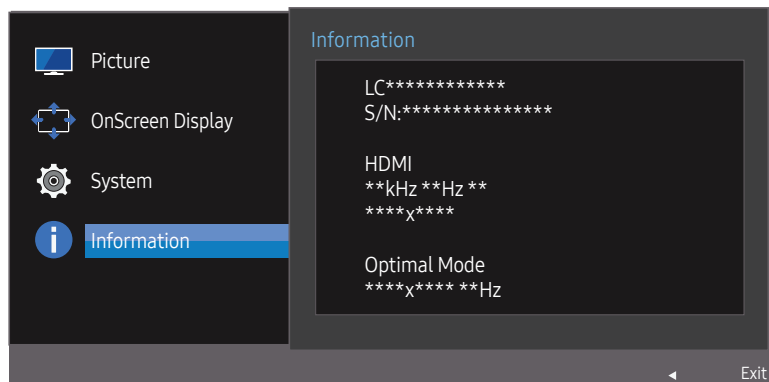 Picture
OnScreen Display
System
Information
Information
LC************
S/N:***************
HDMI
**kHz **Hz **
****x****
Optimal Mode
****x**** **Hz
Exit